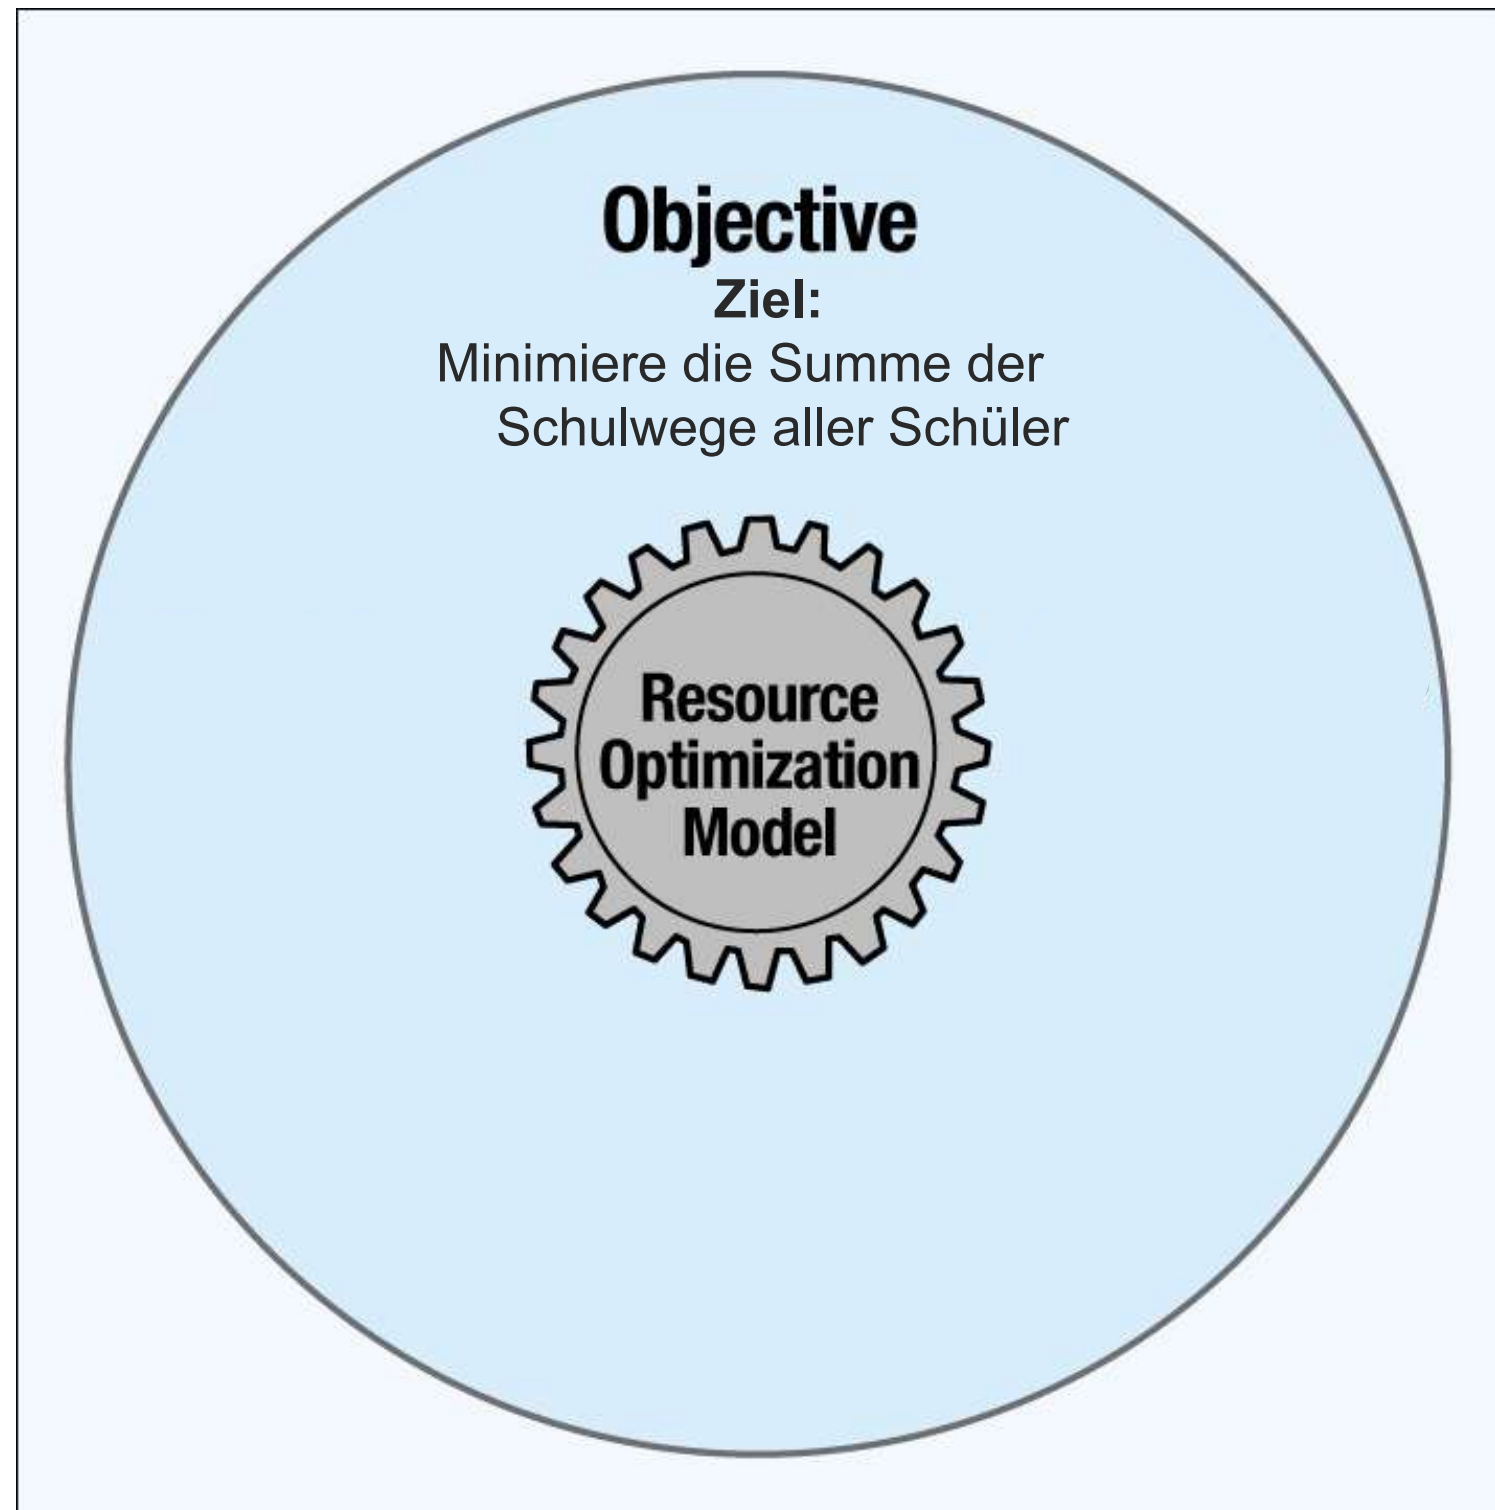 Objective
Ziel:
Minimiere die Summe der
Schulwege aller Schüler
Resource
Optimization
Model